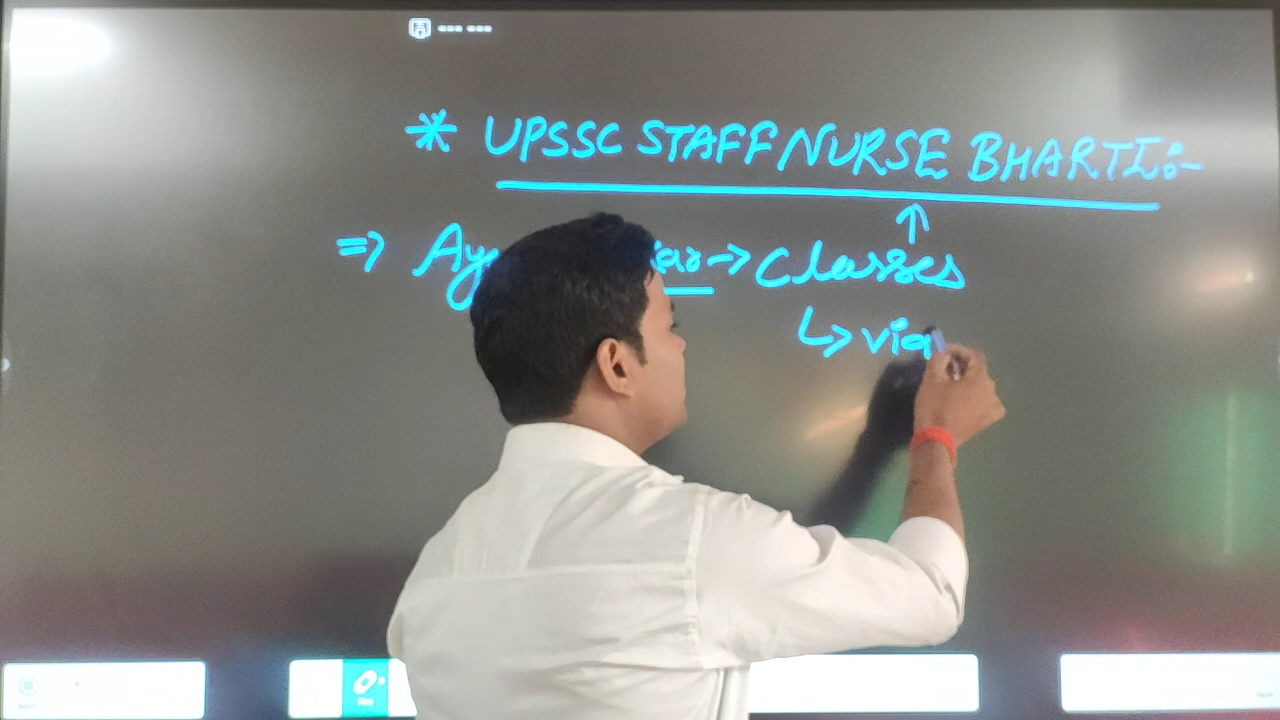 * UPSSC STAFF NURSE BHARTI:-
=> → Classes
↑
↳ via